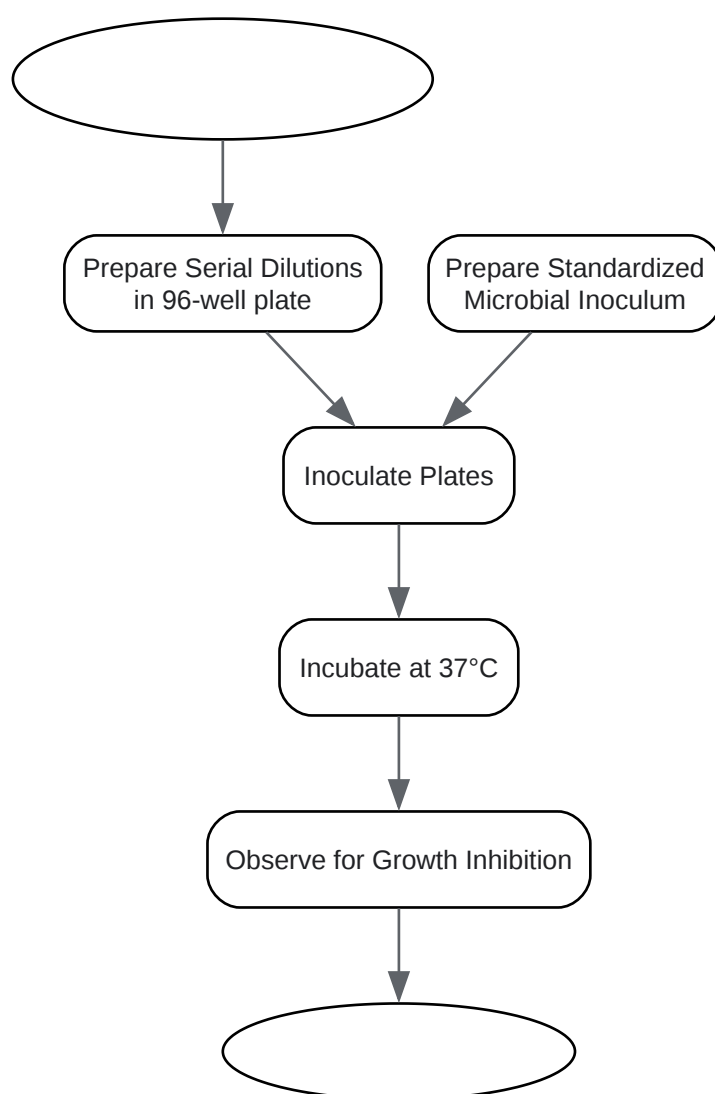 Prepare Serial Dilutions
in 96-well plate
Prepare Standardized
Microbial Inoculum
Inoculate Plates
Incubate at 37°C
Observe for Growth Inhibition